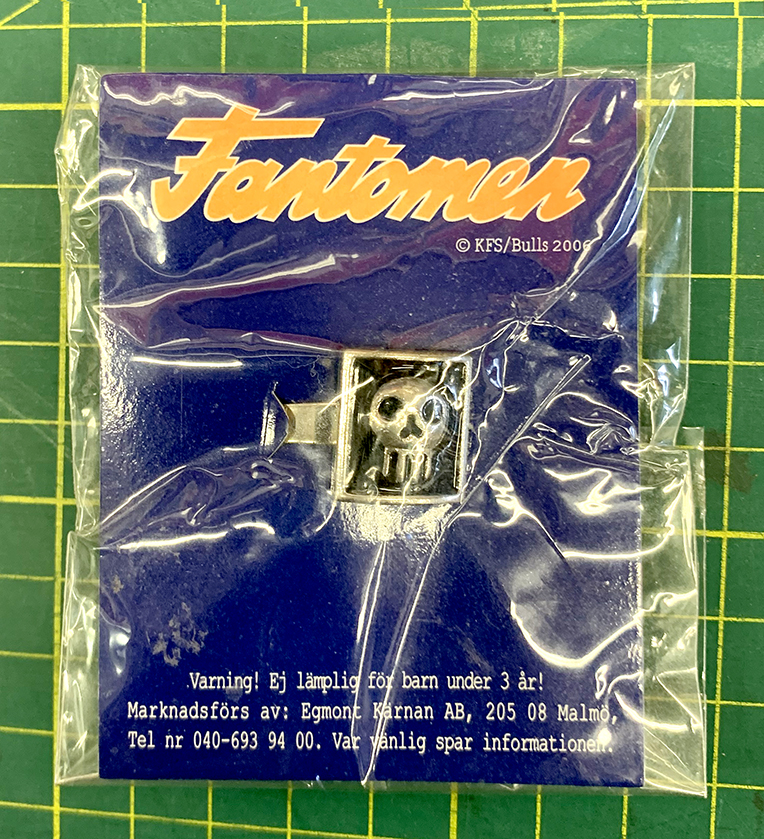 Fantomen
© KFS/Bulls 2006
Varning! Ej lämplig för barn under 3 år!
Marknadsförs av: Egmont Kärnan AB, 205 08 Malmö,
Tel nr 040-693 94 00. Var vänlig spar informationen.